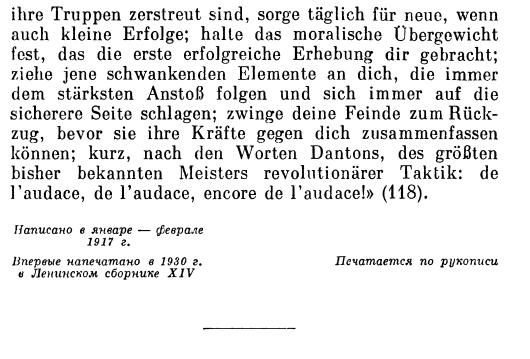 ihre Truppen zerstreut sind, sorge täglich für neue, wenn
auch kleine Erfolge; halte das moralische Übergewicht
fest, das die erste erfolgreiche Erhebung dir gebracht;
ziehe jene schwankenden Elemente an dich, die immer
dem stärksten Anstoß folgen und sich immer auf die
sicherere Seite schlagen; zwinge deine Feinde zum Rück-
zug, bevor sie ihre Kräfte gegen dich zusammenfassen
können; kurz, nach den Worten Dantons, des größten
bisher bekannten Meisters revolutionärer Taktik: de
l'audace, de l'audace, encore de l'audace!» (118).
Написано в январе — феврале
1917 г.
Впервые напечатано в 1930 г.
в Ленинском сборнике XIV
Печатается по рукописи